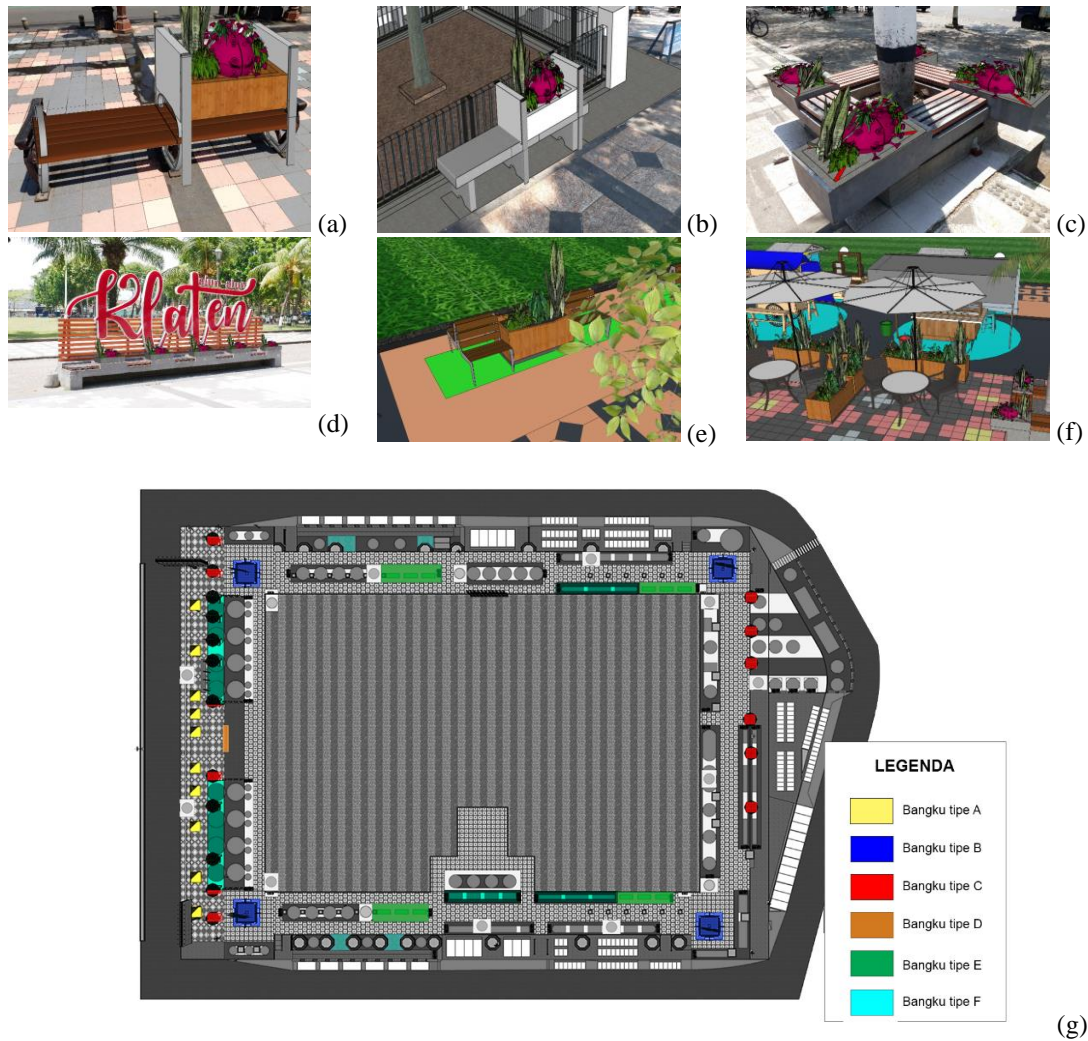 (a)
(b)
(c)
Klaten
(d)
(e)
(f)
LEGENDA
Bangku tipe A
Bangku tipe B
Bangku tipe C
Bangku tipe D
Bangku tipe E
Bangku tipe F
(g)